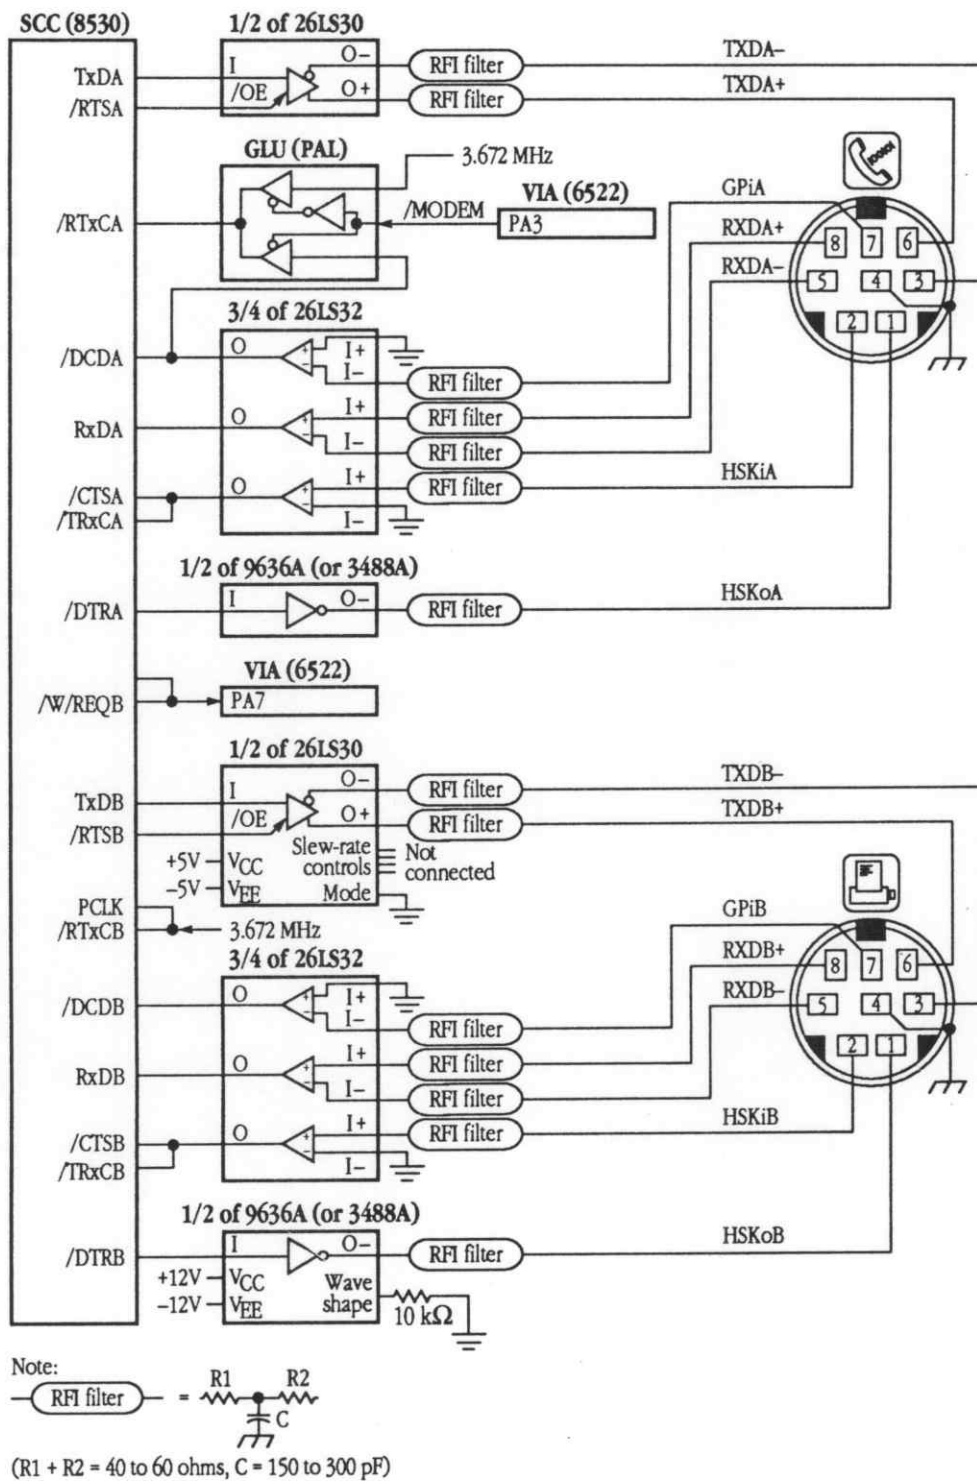 SCC (8530)
1/2 of 26LS30
TxDA
/RTSA
I
/OE
O–
O+
RFI filter
RFI filter
TXDA–
TXDA+
GLU (PAL)
3.672 MHz
/RTxCA
/MODEM
VIA (6522)
PA3
GPiA
RXDA+
RXDA–
8
7
6
5
4
3
2
1
3/4 of 26LS32
/DCDA
O
I+
I–
RFI filter
RxDA
O
I+
I–
RFI filter
RFI filter
/CTSA
/TRxCA
O
I+
I–
RFI filter
HSKiA
1/2 of 9636A (or 3488A)
/DTRA
I
O–
RFI filter
HSKoA
VIA (6522)
/W/REQB
PA7
1/2 of 26LS30
TxDB
/RTSB
I
/OE
O–
O+
RFI filter
RFI filter
TXDB–
TXDB+
+5V
VCC
–5V
VEE
Slew-rate
controls
Not
connected
Mode
PCLK
/RTxCB
3.672 MHz
GPiB
RXDB+
RXDB–
8
7
6
5
4
3
2
1
3/4 of 26LS32
/DCDB
O
I+
I–
RFI filter
RxDB
O
I+
I–
RFI filter
RFI filter
/CTSB
/TRxCB
O
I+
I–
RFI filter
HSKiB
1/2 of 9636A (or 3488A)
/DTRB
I
O–
RFI filter
HSKoB
+12V
VCC
–12V
VEE
Wave
shape
10 kΩ
Note:
RFI filter
=
R1
R2
C
(R1 + R2 = 40 to 60 ohms, C = 150 to 300 pF)